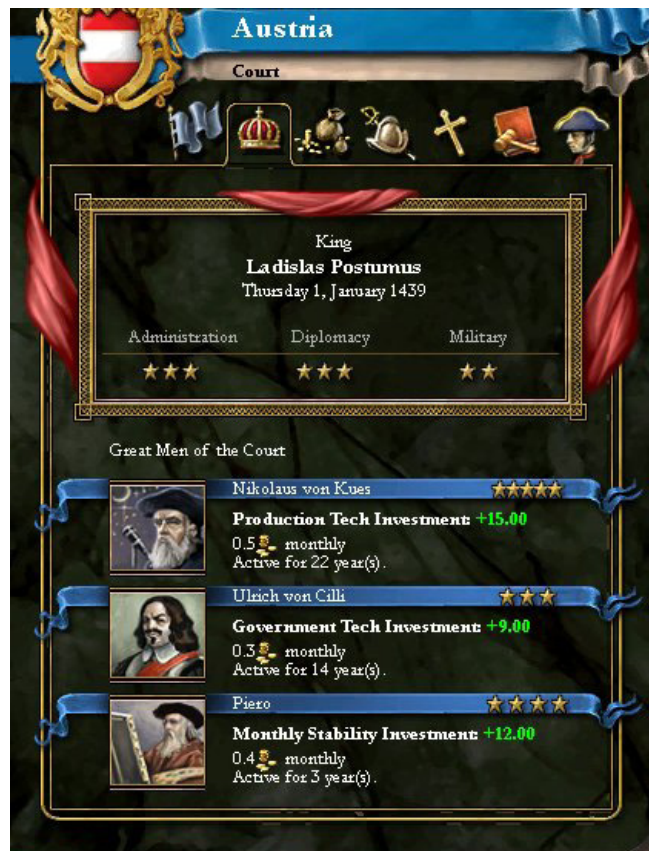 Austria
Court
King
Ladislas Postumus
Thursday 1, January 1439
Administration Diplomacy Military
Great Men of the Court
Nikolaus von Kues
Production Tech Investment: +15.00
0.5 monthly
Active for 22 year(s).
Ulrich von Cilli
Government Tech Investment: +9.00
0.3 monthly
Active for 14 year(s).
Piero
Monthly Stability Investment: +12.00
0.4 monthly
Active for 3 year(s).